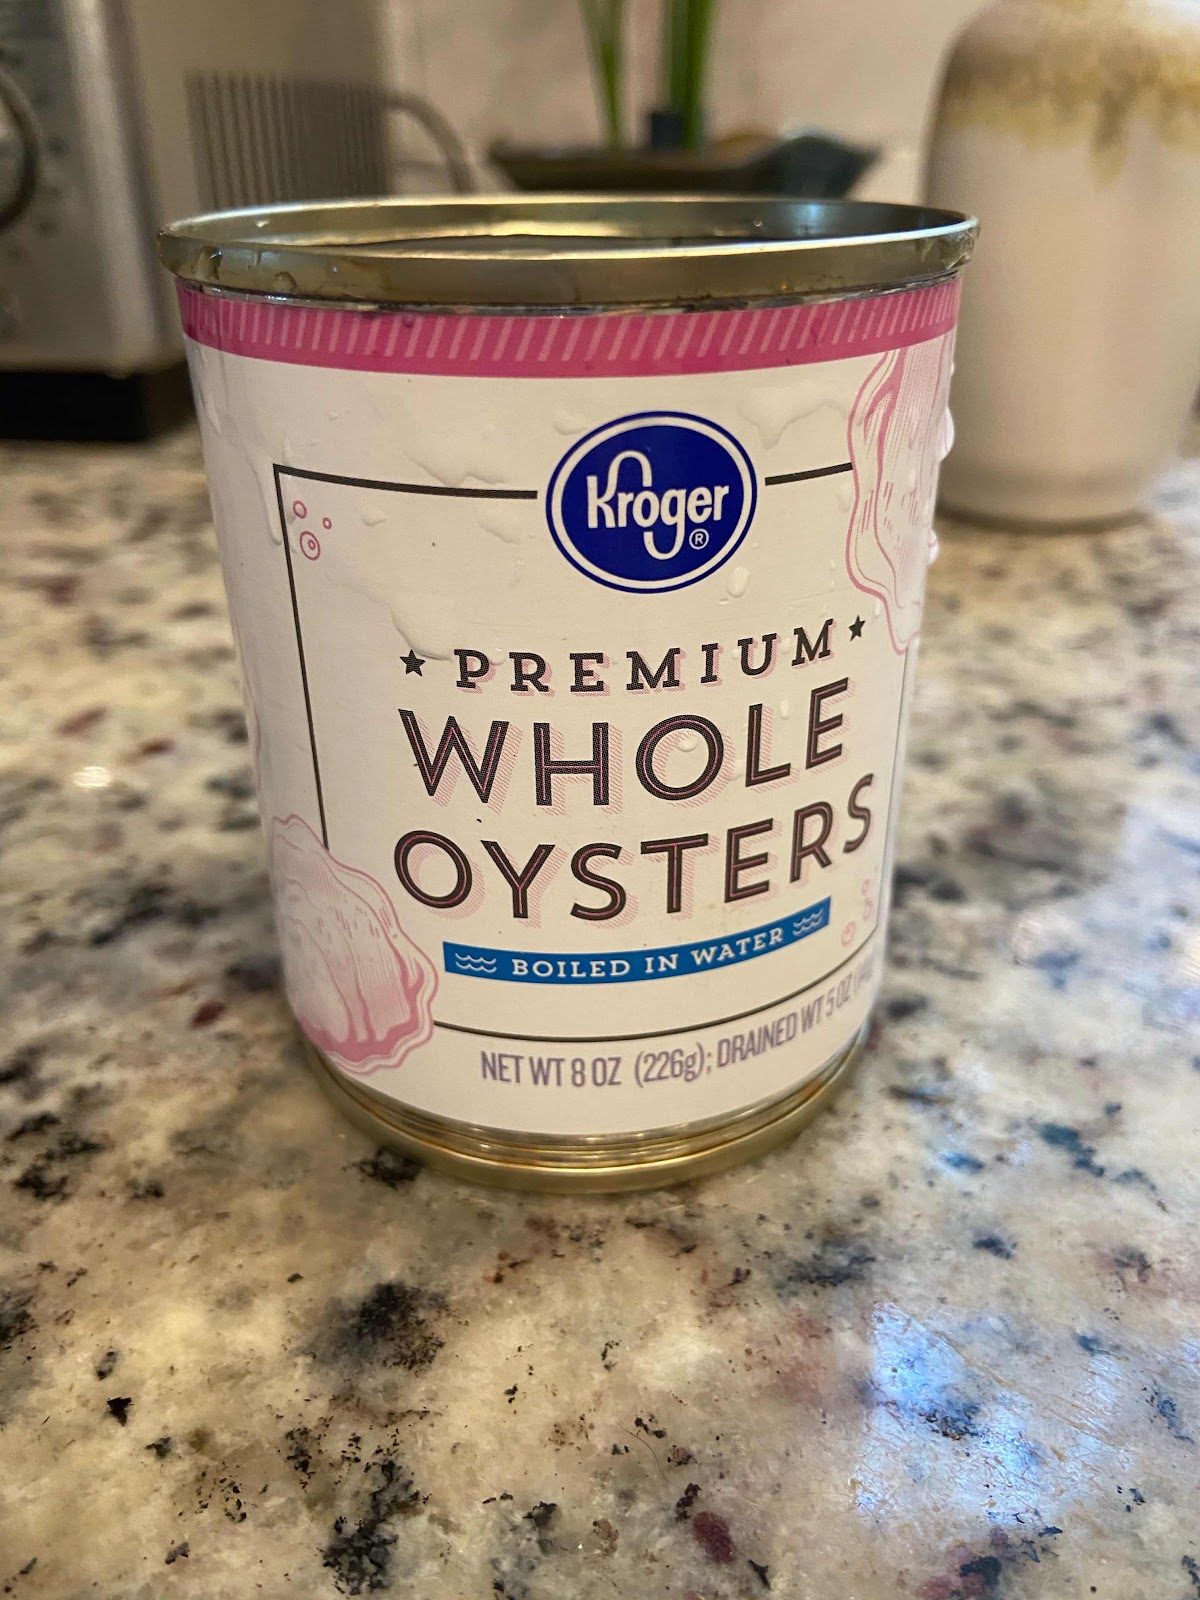 Kroger®
PREMIUM
WHOLE
OYSTERS
BOILED IN WATER
NET WT 8 OZ (226g); DRAINED WT 5 OZ